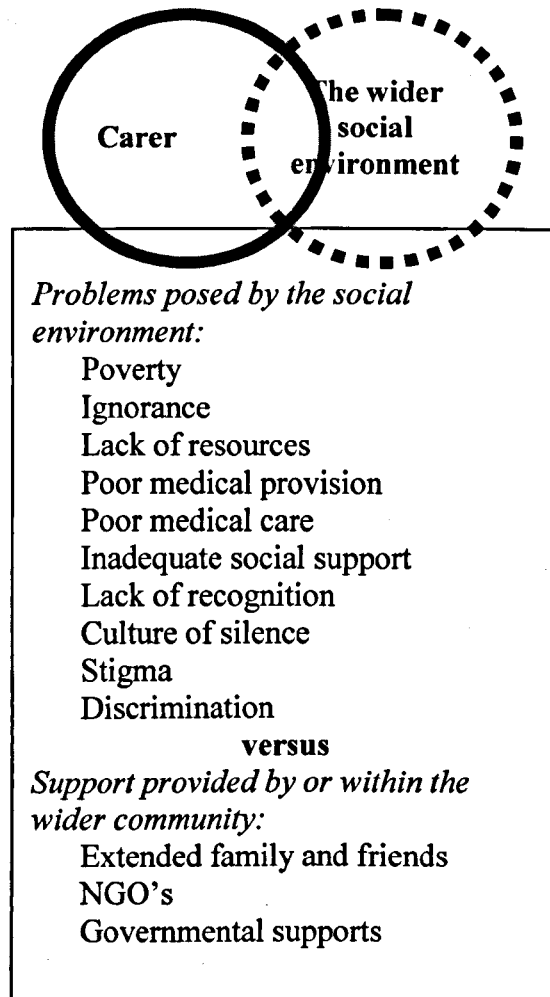 Carer
The wider
social
environment
Problems posed by the social
environment:
Poverty
Ignorance
Lack of resources
Poor medical provision
Poor medical care
Inadequate social support
Lack of recognition
Culture of silence
Stigma
Discrimination
versus
Support provided by or within the
wider community:
Extended family and friends
NGO’s
Governmental supports